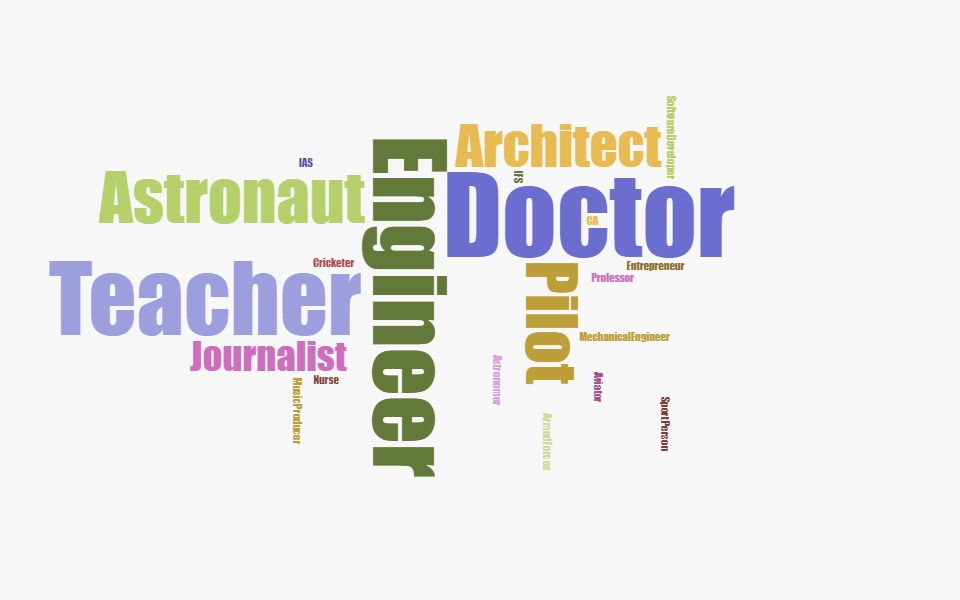 SoftwareDeveloper
Architect
IAS
Astronaut
Engineer
IFS
Doctor
CA
Teacher
Cricketer
Entrepreneur
Professor
Pilot
MechanicalEngineer
Journalist
Nurse
MusicProducer
Astronomer
Aviator
SportPerson
ArmedForces